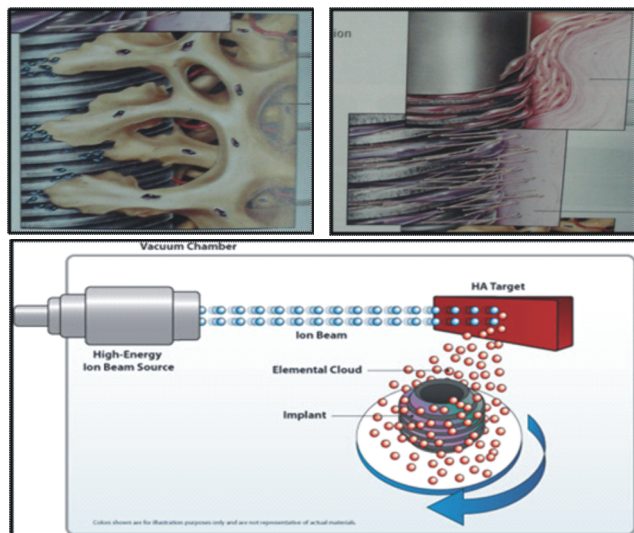 ion
Vacuum Chamber
HA Target
Ion Beam
High-Energy
Ion Beam Source
Elemental Cloud
Implant
Colors shown are for illustration purposes only and are not representative of actual materials.